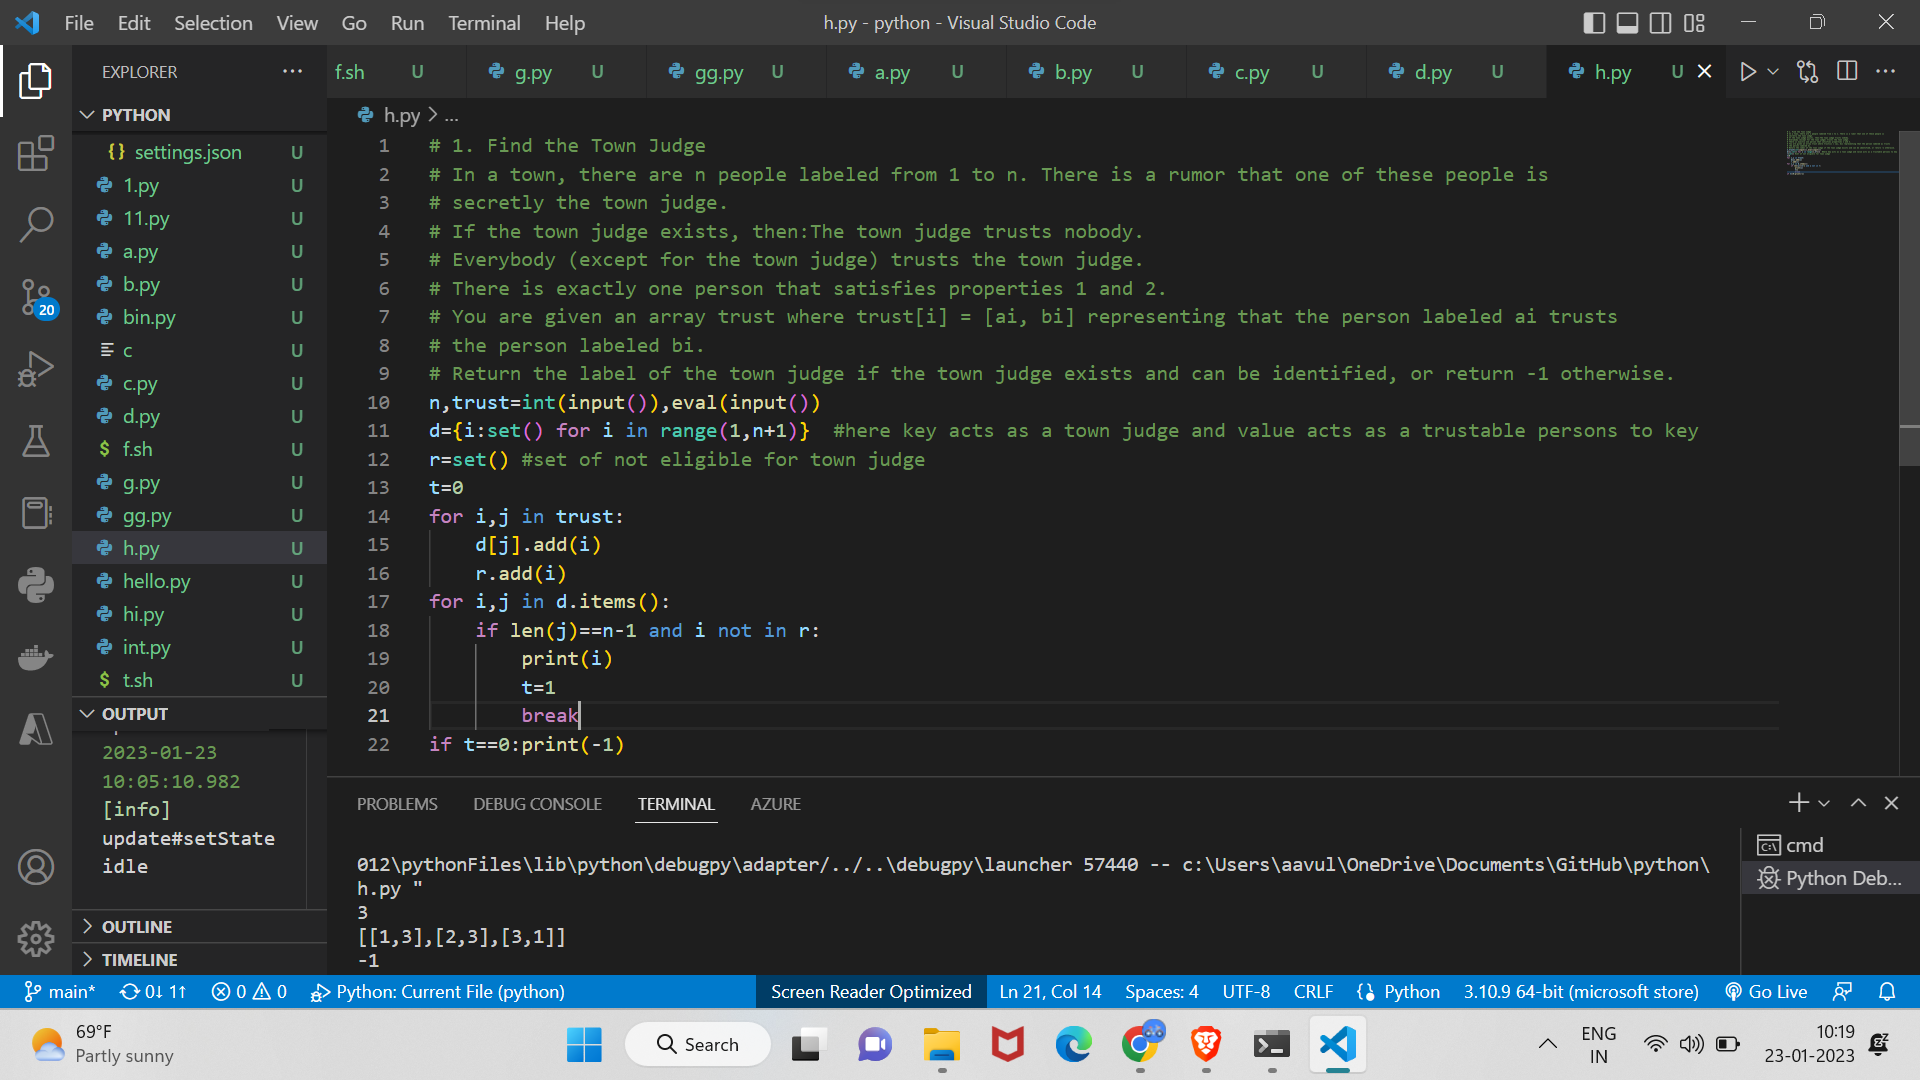 File Edit Selection View Go Run Terminal Help
h.py - python - Visual Studio Code
EXPLORER
f.sh U
g.py U
gg.py U
a.py U
b.py U
c.py U
d.py U
h.py U
PYTHON
h.py > ...
{} settings.json U
1.py U
11.py U
a.py U
b.py U
bin.py U
c U
c.py U
d.py U
$ f.sh U
g.py U
gg.py U
h.py U
hello.py U
hi.py U
int.py U
$ t.sh U
20
1 # 1. Find the Town Judge
2 # In a town, there are n people labeled from 1 to n. There is a rumor that one of these people is
3 # secretly the town judge.
4 # If the town judge exists, then:The town judge trusts nobody.
5 # Everybody (except for the town judge) trusts the town judge.
6 # There is exactly one person that satisfies properties 1 and 2.
7 # You are given an array trust where trust[i] = [ai, bi] representing that the person labeled ai trusts
8 # the person labeled bi.
9 # Return the label of the town judge if the town judge exists and can be identified, or return -1 otherwise.
10 n,trust=int(input()),eval(input())
11 d={i:set() for i in range(1,n+1)}  #here key acts as a town judge and value acts as a trustable persons to key
12 r=set() #set of not eligible for town judge
13 t=0
14 for i,j in trust:
15     d[j].add(i)
16     r.add(i)
17 for i,j in d.items():
18     if len(j)==n-1 and i not in r:
19         print(i)
20         t=1
21         break
22 if t==0:print(-1)
OUTPUT
2023-01-23
10:05:10.982
[info]
update#setState
idle
OUTLINE
TIMELINE
PROBLEMS DEBUG CONSOLE TERMINAL AZURE
012\pythonFiles\lib\python\debugpy\adapter/../..\debugpy\launcher 57440 -- c:\Users\aavul\OneDrive\Documents\GitHub\python\
h.py "
3
[[1,3],[2,3],[3,1]]
-1
cmd
Python Deb...
main* 0↓ 1↑ 0 0 Python: Current File (python) Screen Reader Optimized Ln 21, Col 14 Spaces: 4 UTF-8 CRLF {} Python 3.10.9 64-bit (microsoft store) Go Live
69°F
Partly sunny
Search
ENG
IN
10:19
23-01-2023